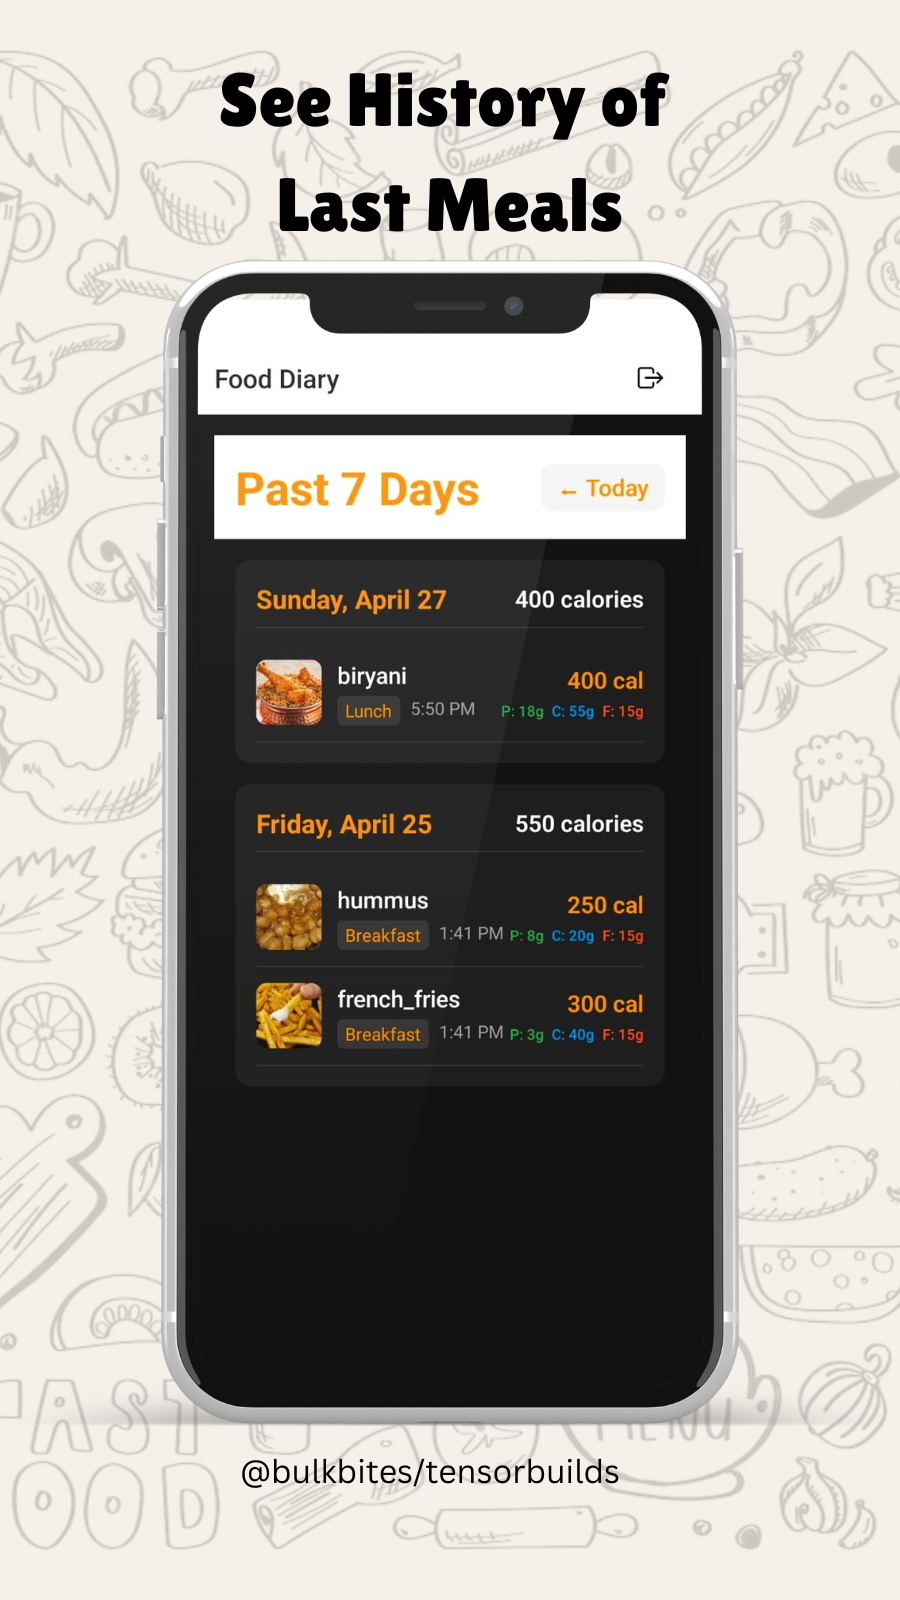 See History of
Last Meals
Food Diary
Past 7 Days
← Today
Sunday, April 27
400 calories
biryani
400 cal
Lunch 5:50 PM P: 18g C: 55g F: 15g
Friday, April 25
550 calories
hummus
250 cal
Breakfast 1:41 PM P: 8g C: 20g F: 15g
french_fries
300 cal
Breakfast 1:41 PM P: 3g C: 40g F: 15g
MENU
@bulkbites/tensorbuilds